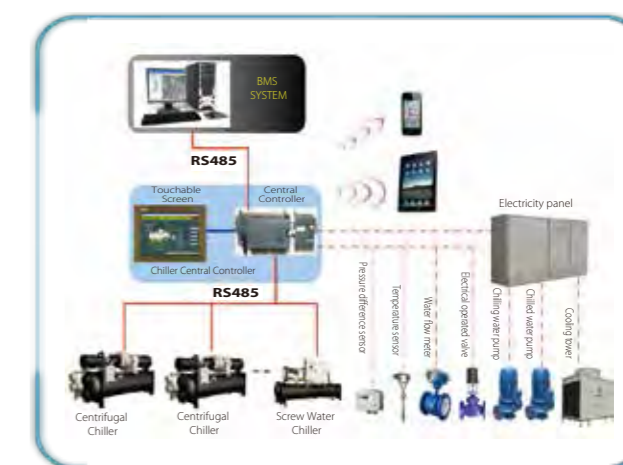 BMS
SYSTEM
RS485
Touchable
Screen
Central
Controller
Chiller Central Controller
RS485
Electricity panel
Pressure difference sensor
Temperature sensor
Water flow meter
Electrical operated valve
Chilling water pump
Chilled water pump
Cooling tower
Centrifugal
Chiller
Centrifugal
Chiller
Screw Water
Chiller